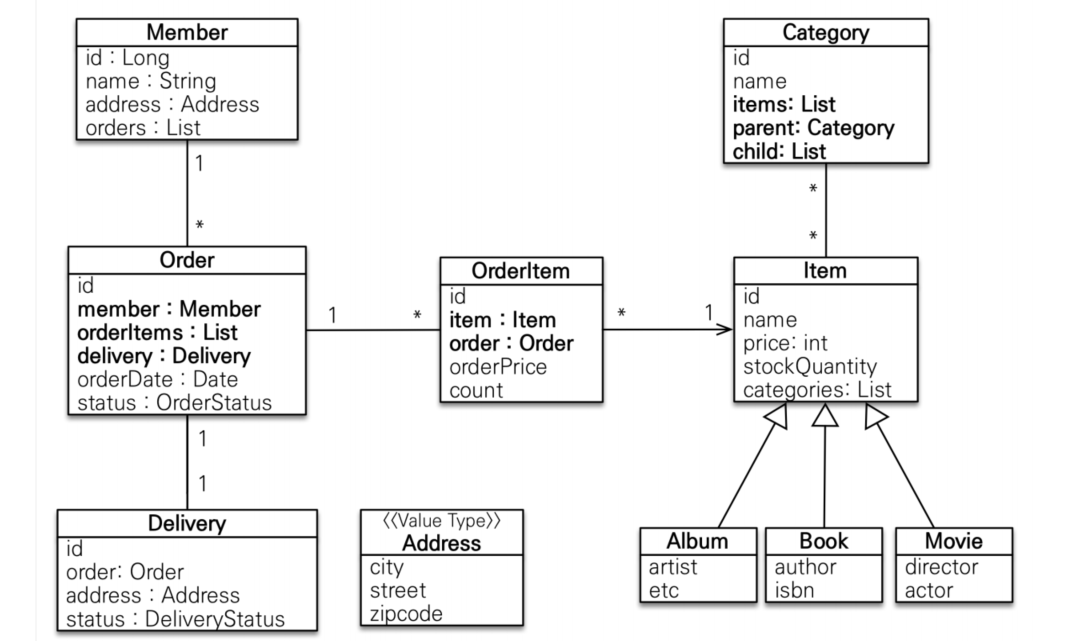 Member
id : Long
name : String
address : Address
orders : List
1
*
Category
id
name
items: List
parent: Category
child: List
*
*
Order
id
member : Member
orderItems : List
delivery : Delivery
orderDate : Date
status : OrderStatus
1
*
OrderItem
id
item : Item
order : Order
orderPrice
count
*
1
Item
id
name
price: int
stockQuantity
categories: List
1
1
Delivery
id
order: Order
address : Address
status : DeliveryStatus
<<Value Type>>
Address
city
street
zipcode
Album
artist
etc
Book
author
isbn
Movie
director
actor